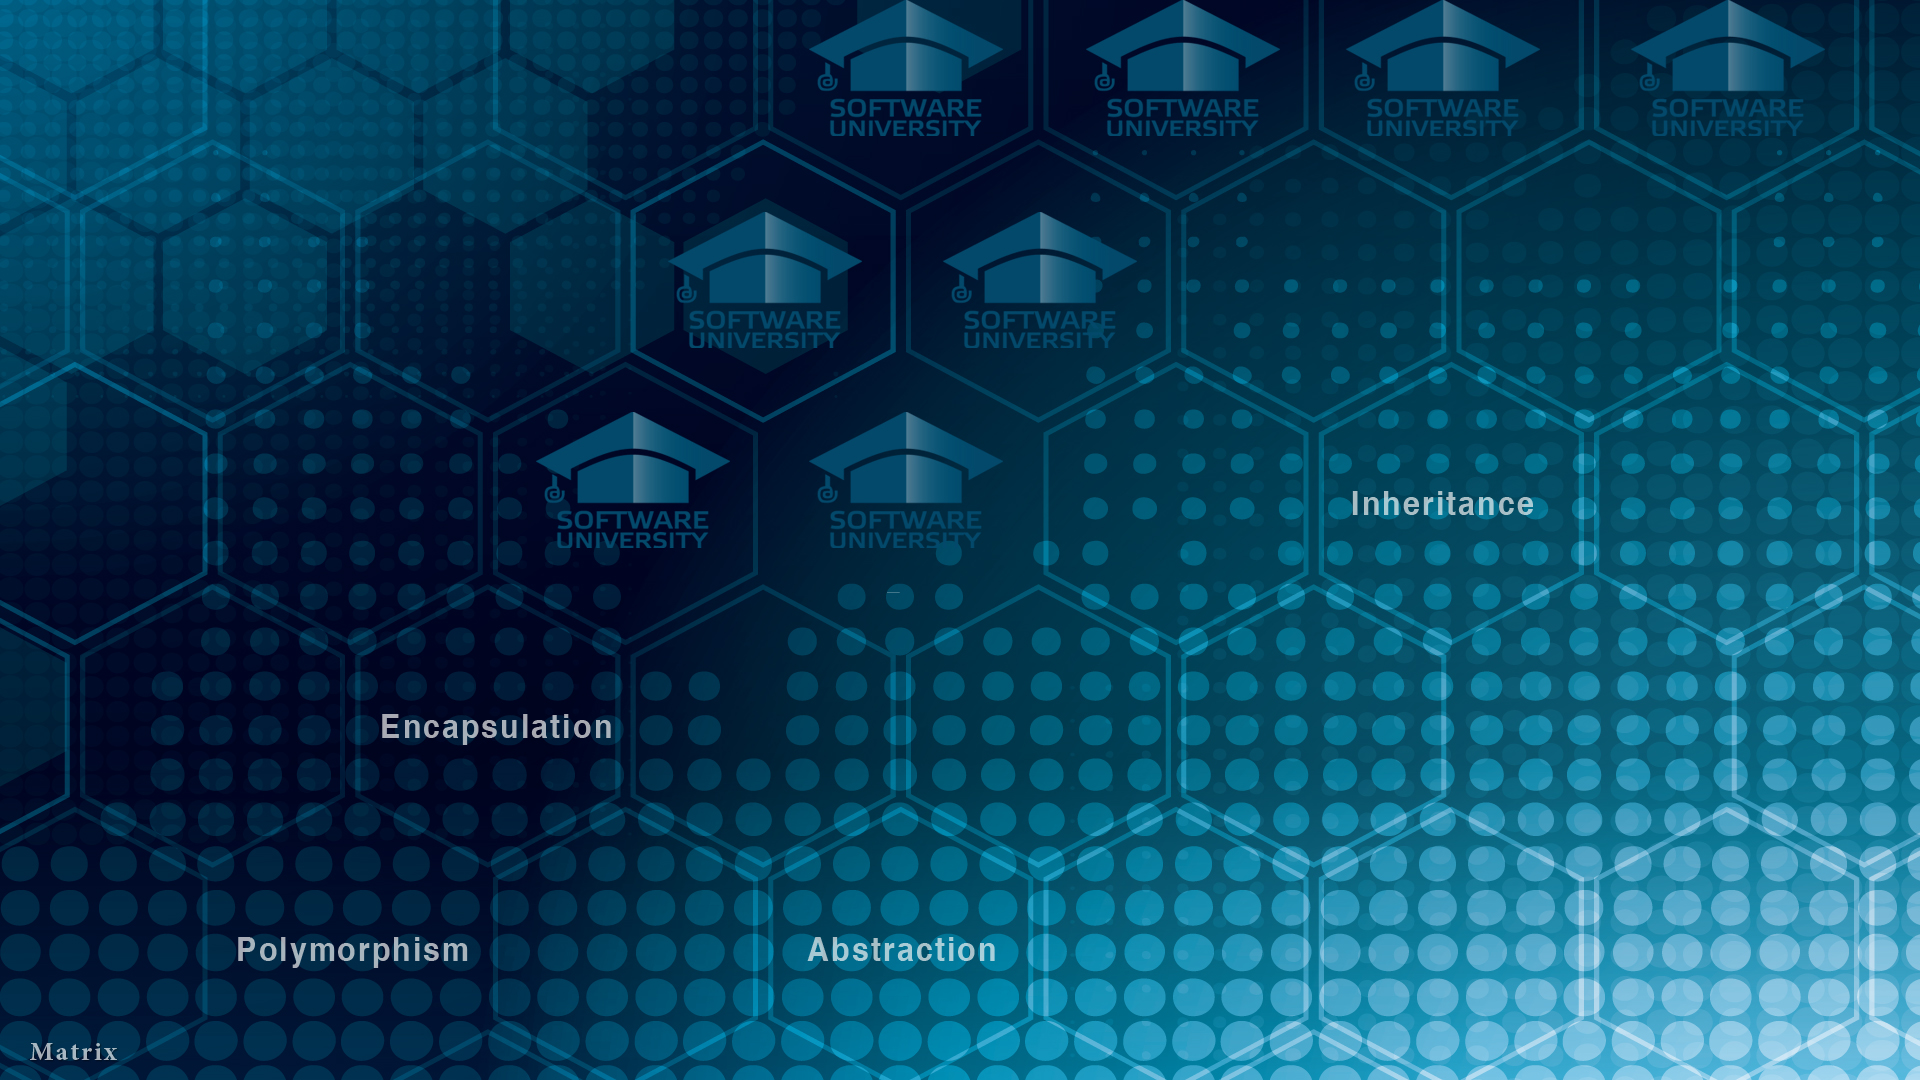 SOFTWARE
UNIVERSITY
SOFTWARE
UNIVERSITY
SOFTWARE
UNIVERSITY
SOFTWARE
UNIVERSITY
SOFTWARE
UNIVERSITY
SOFTWARE
UNIVERSITY
SOFTWARE
UNIVERSITY
SOFTWARE
UNIVERSITY
Inheritance
Encapsulation
Polymorphism
Abstraction
Matrix